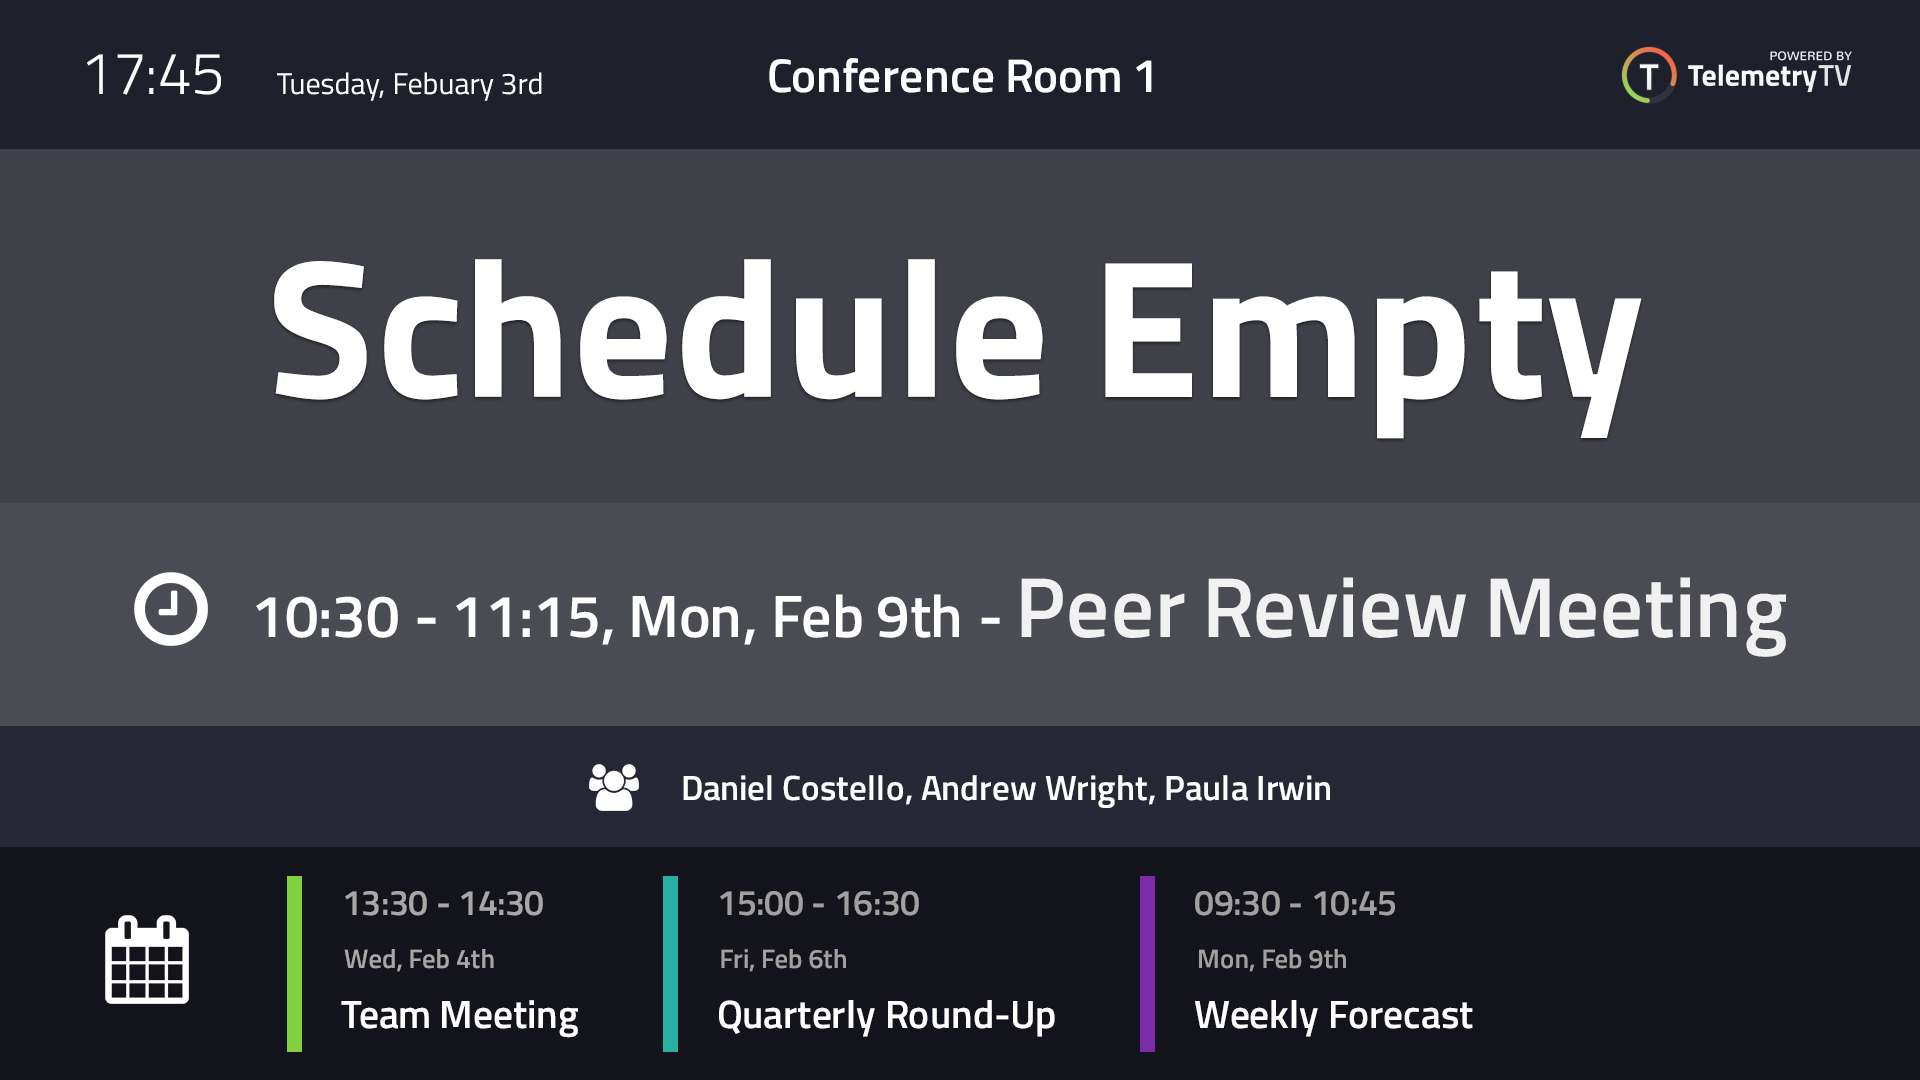 17:45 Tuesday, Febuary 3rd Conference Room 1 POWERED BY
T TelemetryTV
Schedule Empty
10:30 - 11:15, Mon, Feb 9th - Peer Review Meeting
Daniel Costello, Andrew Wright, Paula Irwin
13:30 - 14:30
Wed, Feb 4th
Team Meeting
15:00 - 16:30
Fri, Feb 6th
Quarterly Round-Up
09:30 - 10:45
Mon, Feb 9th
Weekly Forecast